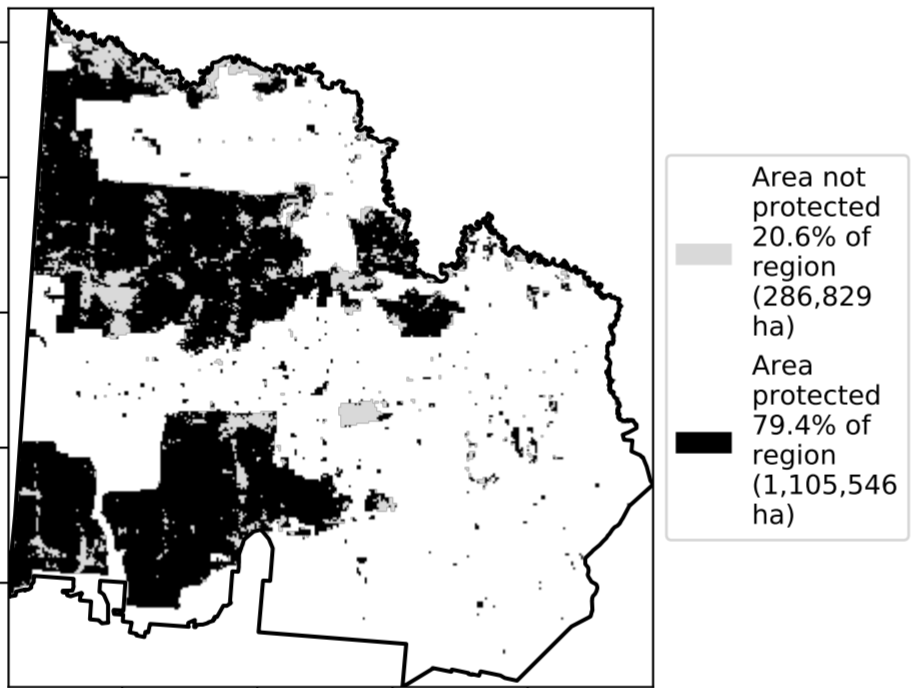 Area not
protected
20.6% of
region
(286,829
ha)
Area
protected
79.4% of
region
(1,105,546
ha)